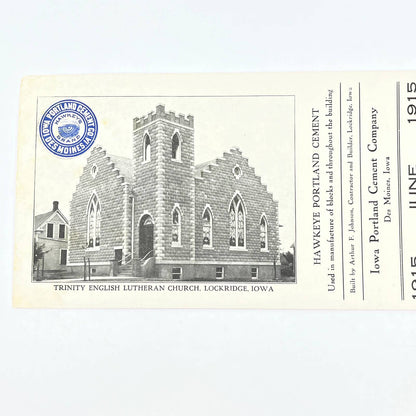 IOWA PORTLAND CEMENT CO.
HAWKEYE
BRAND
DES MOINES, IA.
TRINITY ENGLISH LUTHERAN CHURCH, LOCKRIDGE, IOWA
HAWKEYE PORTLAND CEMENT
Used in manufacture of blocks and throughout the building
Built by Arthur E. Johnson, Contractor and Builder, Lockridge, Iowa
Iowa Portland Cement Company
Des Moines, Iowa
1915 JUNE 1915